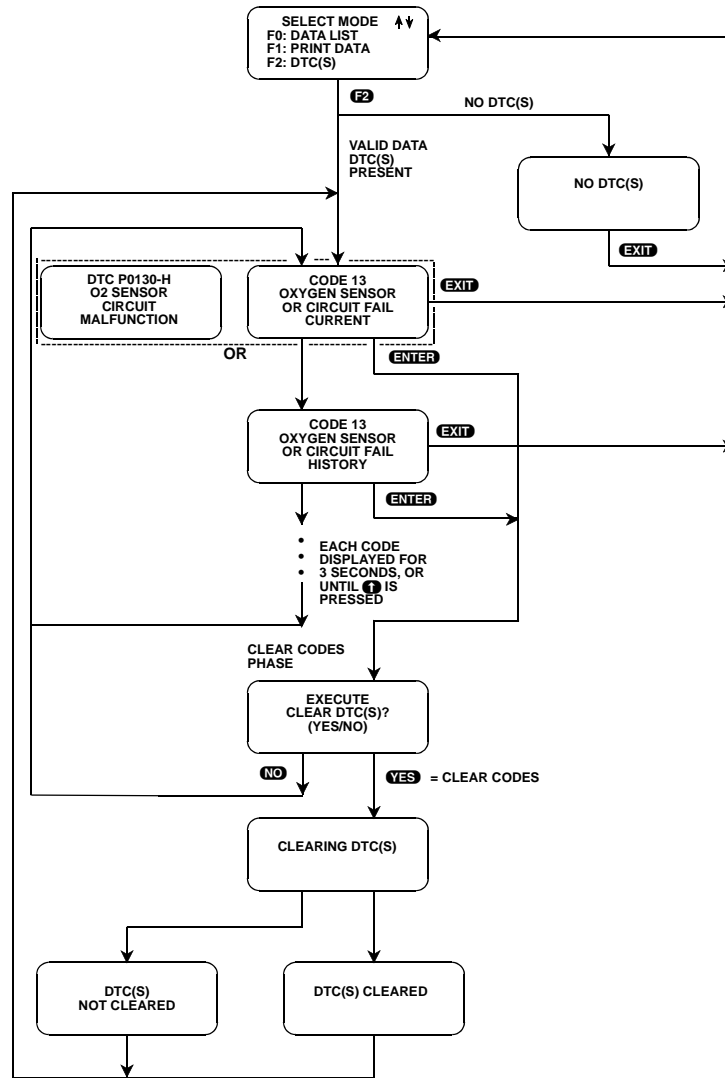 SELECT MODE
F0: DATA LIST
F1: PRINT DATA
F2: DTC(S)
F2
NO DTC(S)
VALID DATA
DTC(S)
PRESENT
NO DTC(S)
EXIT
DTC P0130-H
O2 SENSOR
CIRCUIT
MALFUNCTION
CODE 13
OXYGEN SENSOR
OR CIRCUIT FAIL
CURRENT
EXIT
OR
ENTER
CODE 13
OXYGEN SENSOR
OR CIRCUIT FAIL
HISTORY
EXIT
ENTER
EACH CODE
DISPLAYED FOR
3 SECONDS, OR
UNTIL ⬆ IS
PRESSED
CLEAR CODES
PHASE
EXECUTE
CLEAR DTC(S)?
(YES/NO)
NO
YES = CLEAR CODES
CLEARING DTC(S)
DTC(S)
NOT CLEARED
DTC(S) CLEARED